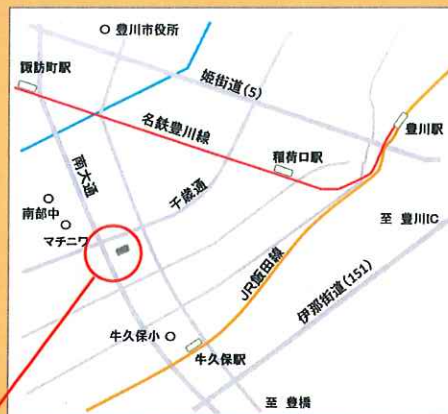 豊川市役所
諏訪町駅
姫街道(5)
豊川駅
名鉄豊川線
稲荷口駅
南大通
千歳通
南部中
マチニワ
至 豊川IC
JR飯田線
伊那街道(151)
牛久保小
牛久保駅
至 豊橋